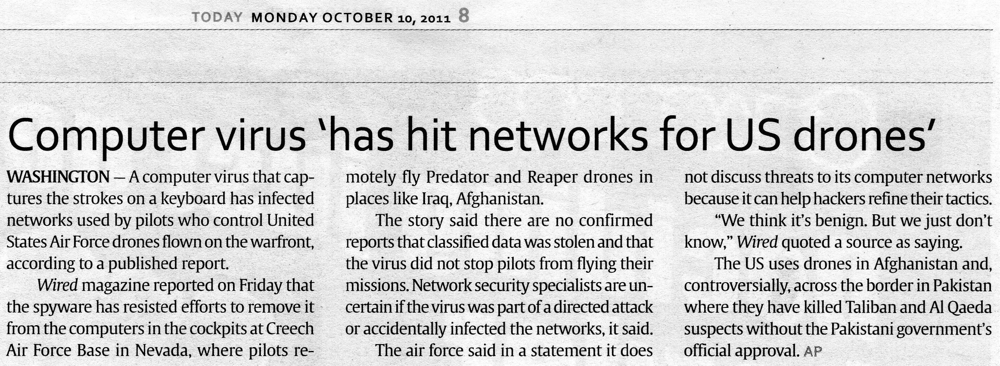 TODAY MONDAY OCTOBER 10, 2011 8
Computer virus ‘has hit networks for US drones’
WASHINGTON — A computer virus that cap-
tures the strokes on a keyboard has infected
networks used by pilots who control United
States Air Force drones flown on the warfront,
according to a published report.
Wired magazine reported on Friday that
the spyware has resisted efforts to remove it
from the computers in the cockpits at Creech
Air Force Base in Nevada, where pilots re-
motely fly Predator and Reaper drones in
places like Iraq, Afghanistan.
The story said there are no confirmed
reports that classified data was stolen and that
the virus did not stop pilots from flying their
missions. Network security specialists are un-
certain if the virus was part of a directed attack
or accidentally infected the networks, it said.
The air force said in a statement it does
not discuss threats to its computer networks
because it can help hackers refine their tactics.
“We think it’s benign. But we just don’t
know,” Wired quoted a source as saying.
The US uses drones in Afghanistan and,
controversially, across the border in Pakistan
where they have killed Taliban and Al Qaeda
suspects without the Pakistani government’s
official approval. AP